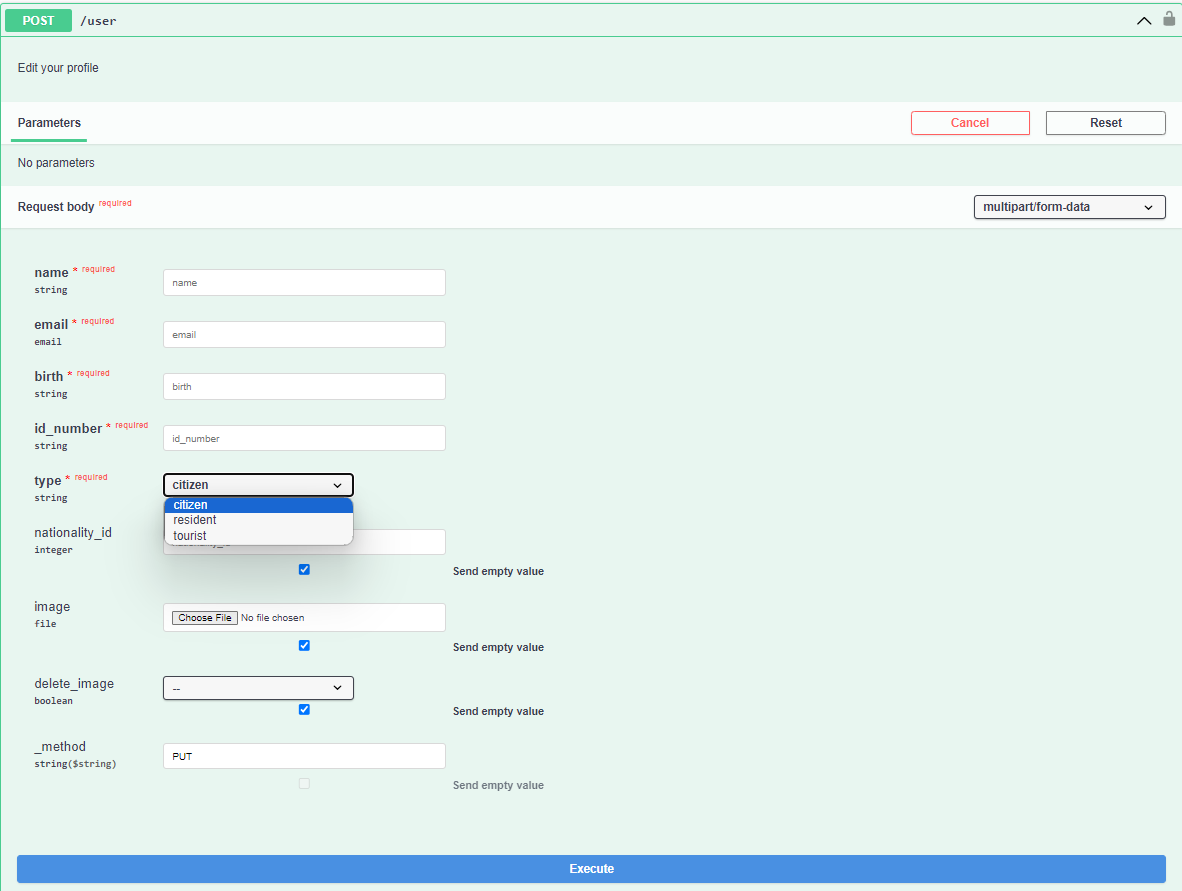 POST /user
Edit your profile
Parameters
Cancel
Reset
No parameters
Request body required
multipart/form-data
name * required
string
name
email * required
email
email
birth * required
string
birth
id_number * required
string
id_number
type * required
string
citizen
citizen
resident
tourist
nationality_id
integer
Send empty value
image
file
Choose File No file chosen
Send empty value
delete_image
boolean
--
Send empty value
_method
string($string)
PUT
Send empty value
Execute